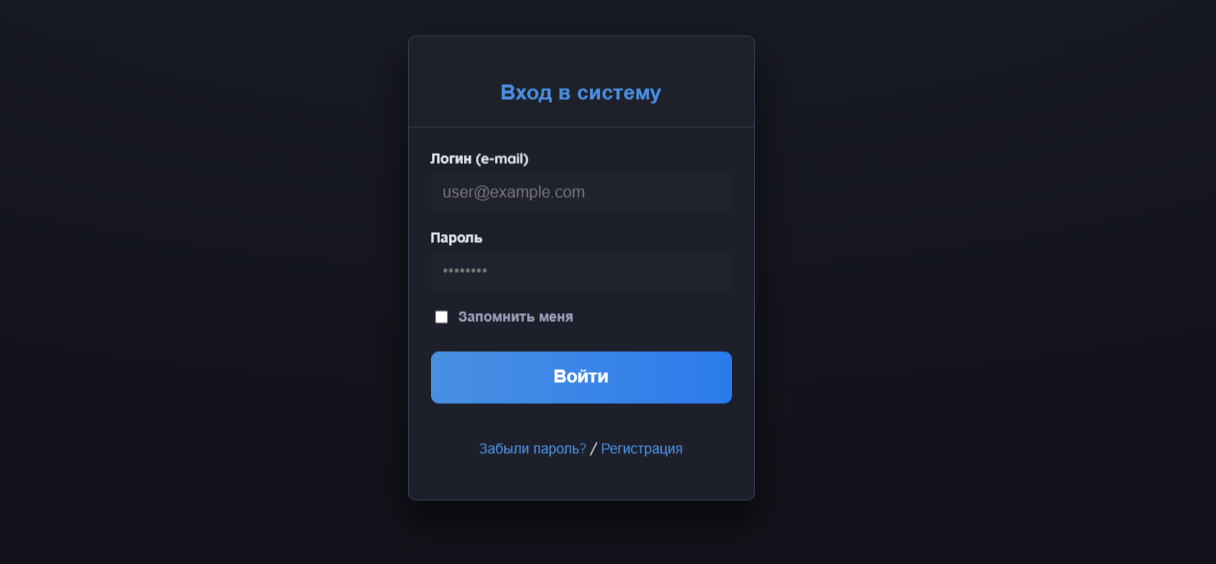 Вход в систему
Логин (e-mail)
user@example.com
Пароль
••••••••
Запомнить меня
Войти
Забыли пароль? / Регистрация